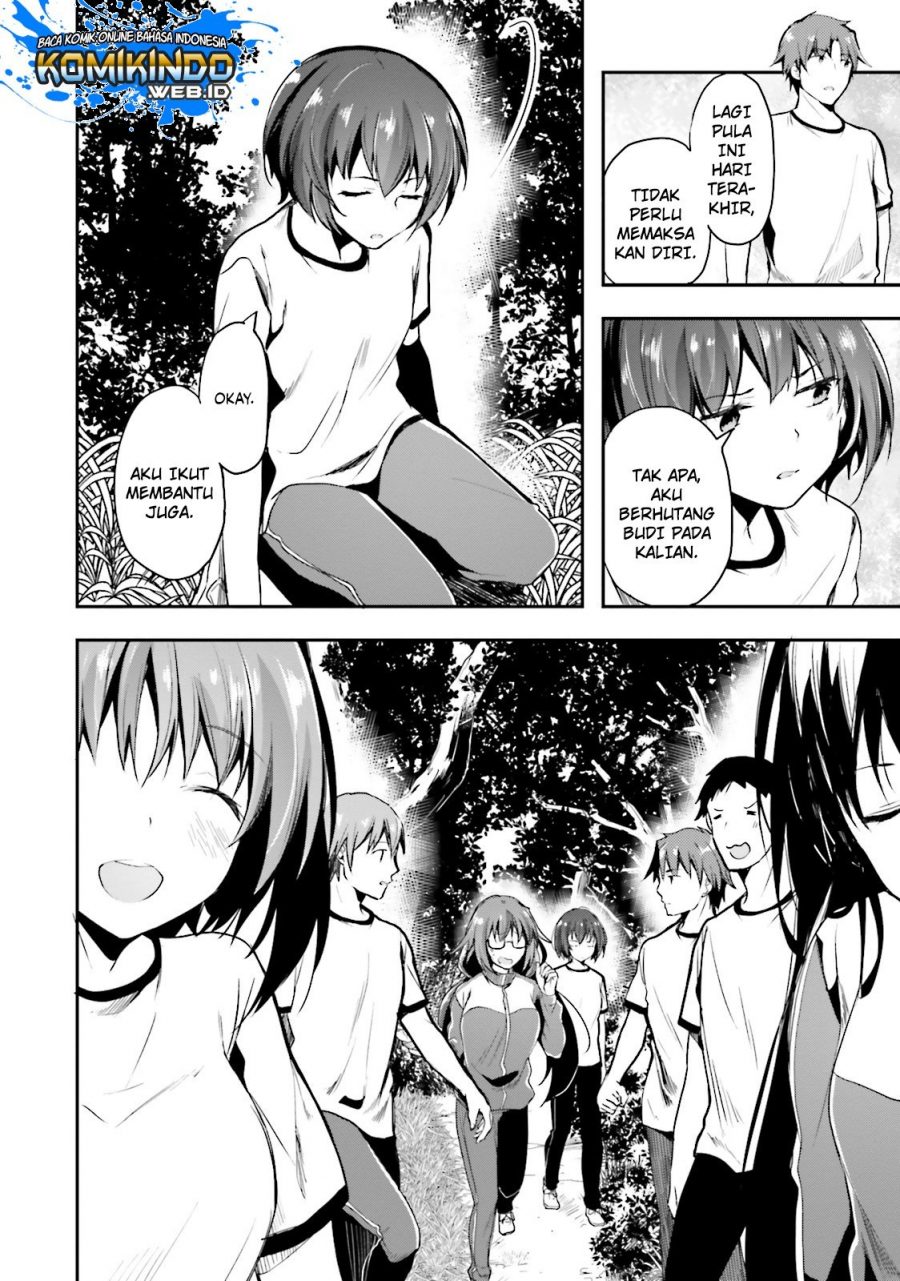 BACA KOMIK ONLINE BAHASA INDONESIA
KOMIKINDO
.WEB.ID
LAGI
PULA
INI
HARI
TERA-
KHIR,
TIDAK
PERLU
MEMAKSA
KAN DIRI.
TAK APA,
AKU
BERHUTANG
BUDI PADA
KALIAN.
OKAY.
AKU IKUT
MEMBANTU
JUGA.